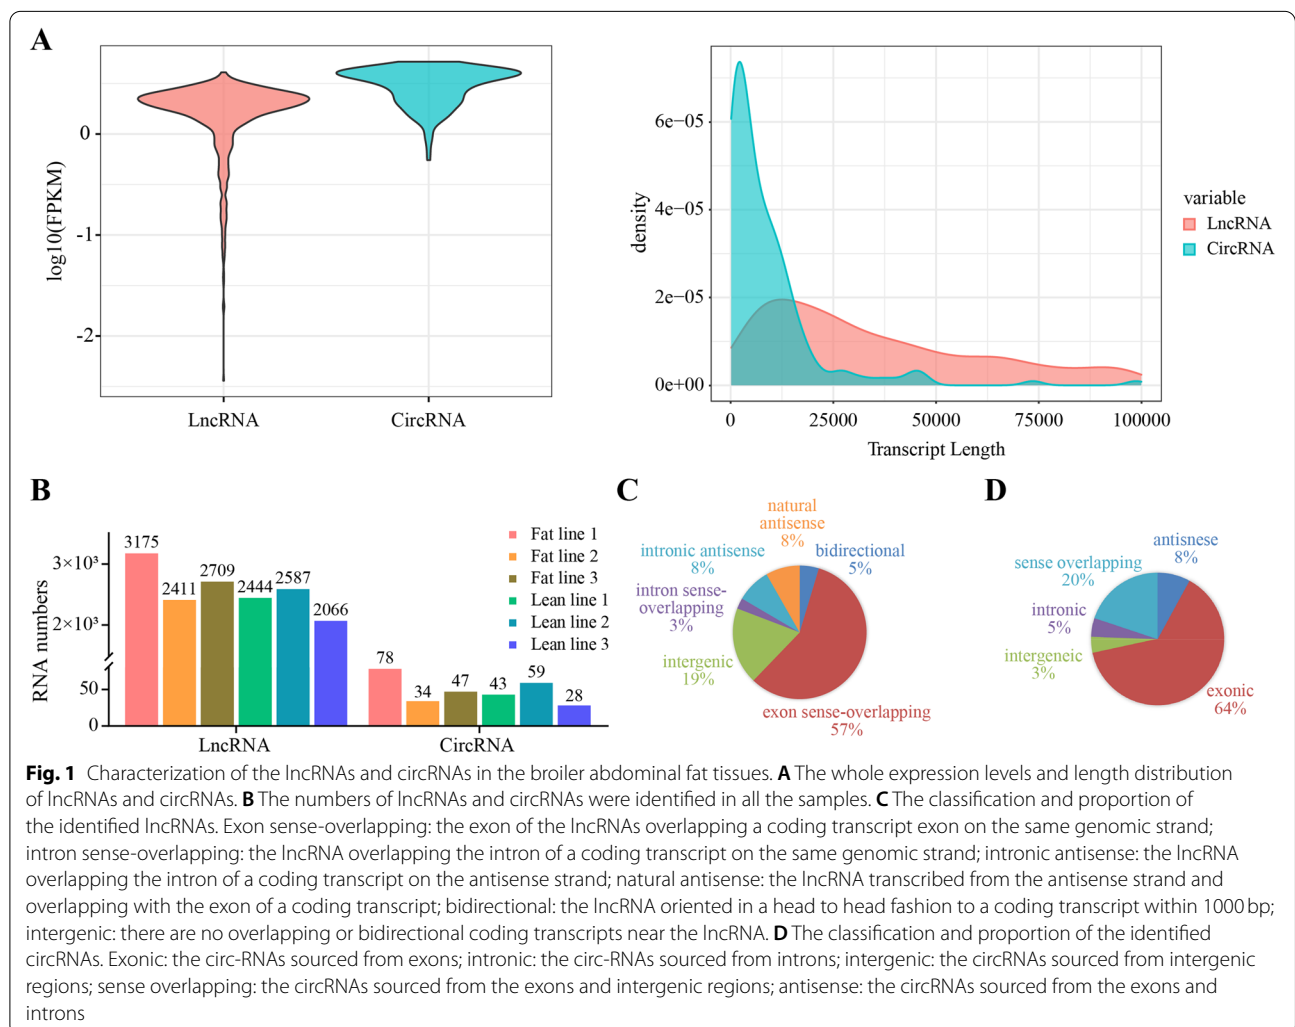 A
log10(FPKM)
0
-1
-2
LncRNA
CircRNA
density
6e−05
4e−05
2e−05
0e+00
0
25000
50000
75000
100000
Transcript Length
variable
LncRNA
CircRNA
B
RNA numbers
3×10³
2×10³
50
0
3175
2411
2709
2444
2587
2066
78
34
47
43
59
28
LncRNA
CircRNA
Fat line 1
Fat line 2
Fat line 3
Lean line 1
Lean line 2
Lean line 3
C
natural
antisense
8%
bidirectional
5%
intronic antisense
8%
intron sense-
overlapping
3%
intergenic
19%
exon sense-overlapping
57%
D
antisnese
8%
sense overlapping
20%
intronic
5%
intergeneic
3%
exonic
64%
Fig. 1 Characterization of the lncRNAs and circRNAs in the broiler abdominal fat tissues. A The whole expression levels and length distribution
of lncRNAs and circRNAs. B The numbers of lncRNAs and circRNAs were identified in all the samples. C The classification and proportion of
the identified lncRNAs. Exon sense-overlapping: the exon of the lncRNAs overlapping a coding transcript exon on the same genomic strand;
intron sense-overlapping: the lncRNA overlapping the intron of a coding transcript on the same genomic strand; intronic antisense: the lncRNA
overlapping the intron of a coding transcript on the antisense strand; natural antisense: the lncRNA transcribed from the antisense strand and
overlapping with the exon of a coding transcript; bidirectional: the lncRNA oriented in a head to head fashion to a coding transcript within 1000 bp;
intergenic: there are no overlapping or bidirectional coding transcripts near the lncRNA. D The classification and proportion of the identified
circRNAs. Exonic: the circ-RNAs sourced from exons; intronic: the circ-RNAs sourced from introns; intergenic: the circRNAs sourced from intergenic
regions; sense overlapping: the circRNAs sourced from the exons and intergenic regions; antisense: the circRNAs sourced from the exons and
introns